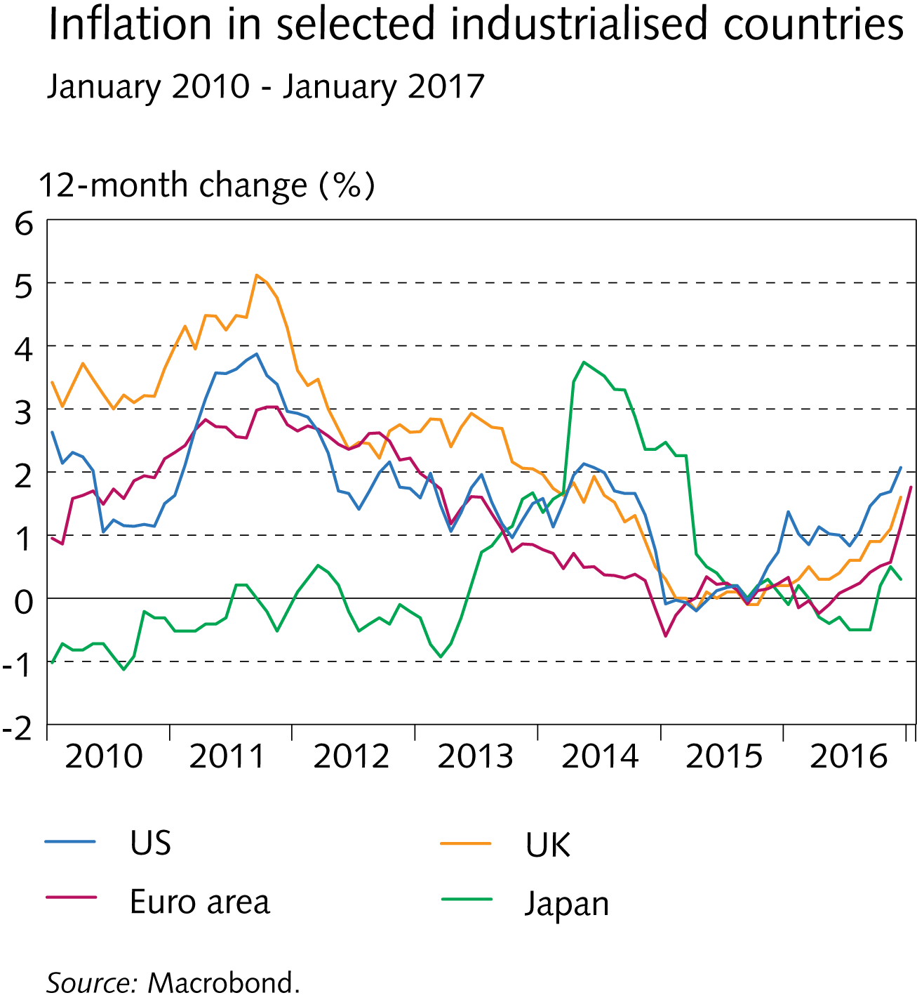 Inflation in selected industrialised countries
January 2010 - January 2017
12-month change (%)
6
5
4
3
2
1
0
-1
-2
2010 2011 2012 2013 2014 2015 2016
US UK
Euro area Japan
Source: Macrobond.